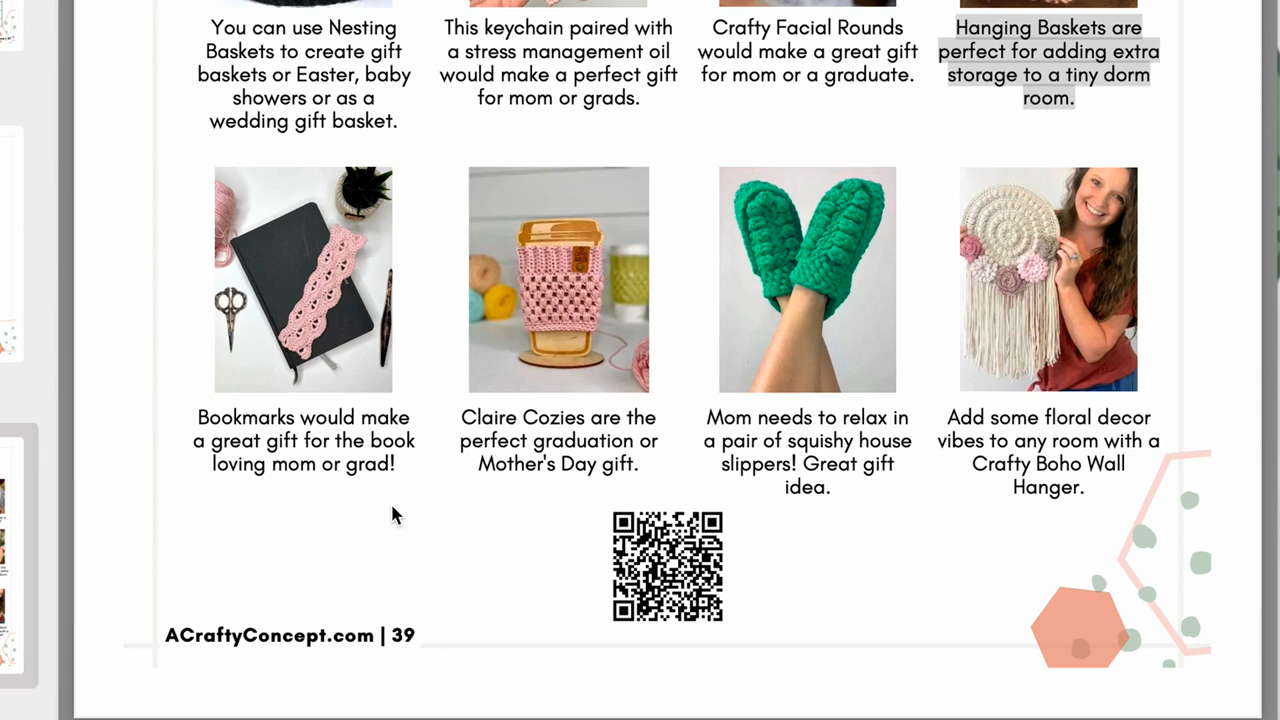 You can use Nesting
Baskets to create gift
baskets or Easter, baby
showers or as a
wedding gift basket.
This keychain paired with
a stress management oil
would make a perfect gift
for mom or grads.
Crafty Facial Rounds
would make a great gift
for mom or a graduate.
Hanging Baskets are
perfect for adding extra
storage to a tiny dorm
room.
Bookmarks would make
a great gift for the book
loving mom or grad!
Claire Cozies are the
perfect graduation or
Mother's Day gift.
Mom needs to relax in
a pair of squishy house
slippers! Great gift
idea.
Add some floral decor
vibes to any room with a
Crafty Boho Wall
Hanger.
ACraftyConcept.com | 39